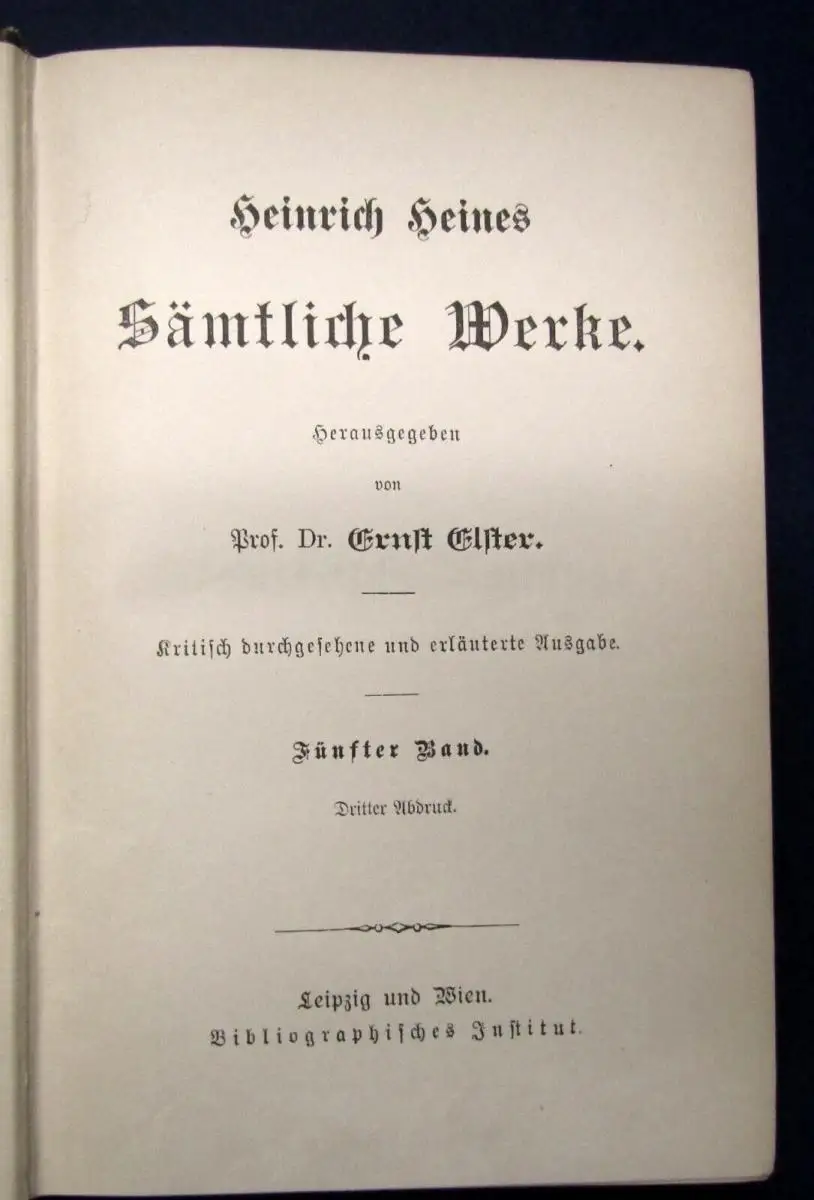 Heinrich Heines
Sämtliche Werke.
Herausgegeben
von
Prof. Dr. Ernst Elster.
Kritisch durchgesehene und erläuterte Ausgabe.
Fünfter Band.
Dritter Abdruck.
Leipzig und Wien.
Bibliographisches Institut.